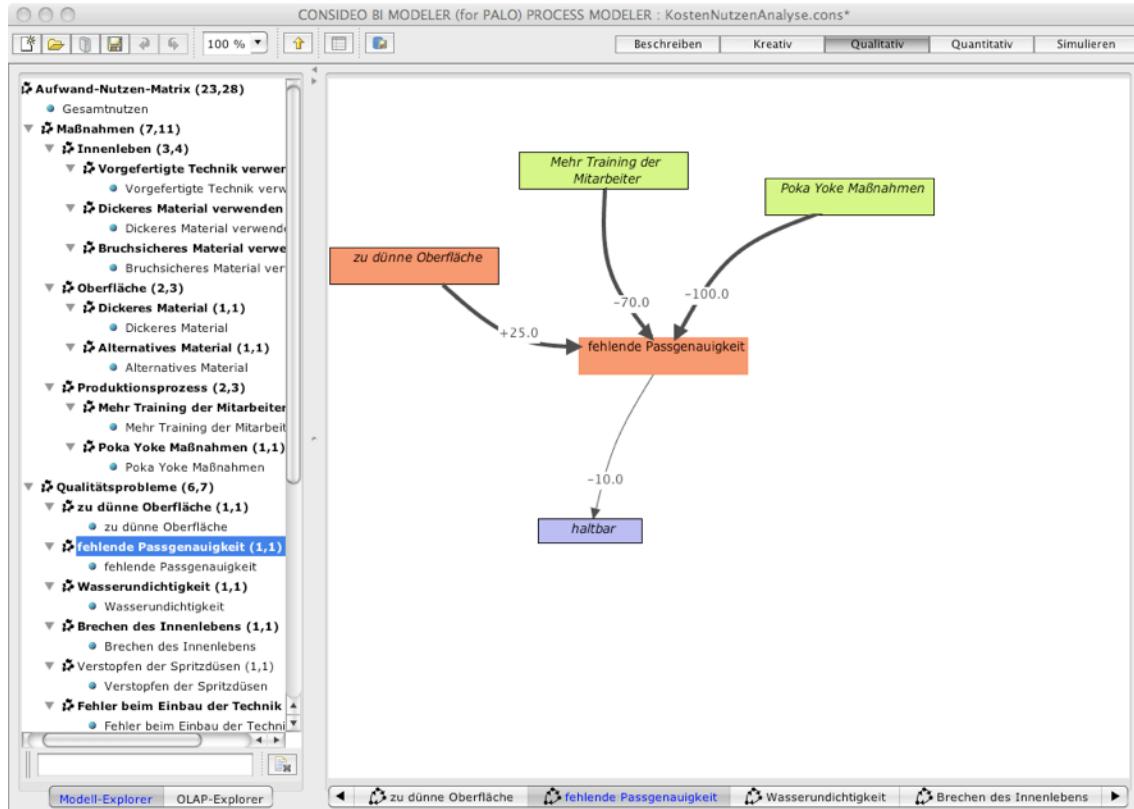 CONSIDEO BI MODELER (for PALO) PROCESS MODELER : KostenNutzenAnalyse.cons*
100 %
Beschreiben
Kreativ
Qualitativ
Quantitativ
Simulieren
Aufwand-Nutzen-Matrix (23,28)
Gesamtnutzen
Maßnahmen (7,11)
Innenleben (3,4)
Vorgefertigte Technik verwer
Vorgefertigte Technik verw
Dickeres Material verwenden
Dickeres Material verwende
Bruchsicheres Material verwe
Bruchsicheres Material ver
Oberfläche (2,3)
Dickeres Material (1,1)
Dickeres Material
Alternatives Material (1,1)
Alternatives Material
Produktionsprozess (2,3)
Mehr Training der Mitarbeiter
Mehr Training der Mitarbeit
Poka Yoke Maßnahmen (1,1)
Poka Yoke Maßnahmen
Qualitätsprobleme (6,7)
zu dünne Oberfläche (1,1)
zu dünne Oberfläche
fehlende Passgenauigkeit (1,1)
fehlende Passgenauigkeit
Wasserundichtigkeit (1,1)
Wasserundichtigkeit
Brechen des Innenlebens (1,1)
Brechen des Innenlebens
Verstopfen der Spritzdüsen (1,1)
Verstopfen der Spritzdüsen
Fehler beim Einbau der Technik
Fehler beim Einbau der Techni
Modell-Explorer
OLAP-Explorer
Mehr Training der
Mitarbeiter
Poka Yoke Maßnahmen
zu dünne Oberfläche
-70.0
-100.0
+25.0
fehlende Passgenauigkeit
-10.0
haltbar
zu dünne Oberfläche
fehlende Passgenauigkeit
Wasserundichtigkeit
Brechen des Innenlebens